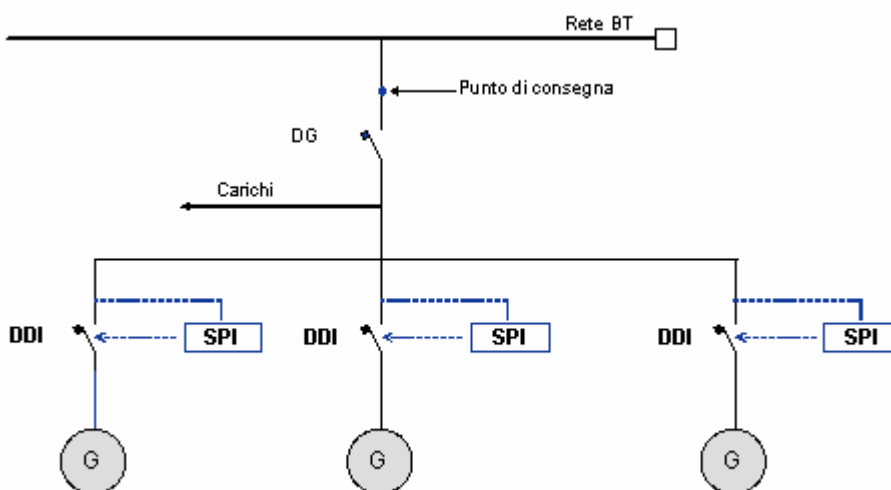 Rete BT
Punto di consegna
DG
Carichi
DDI
SPI
DDI
SPI
DDI
SPI
G
G
G